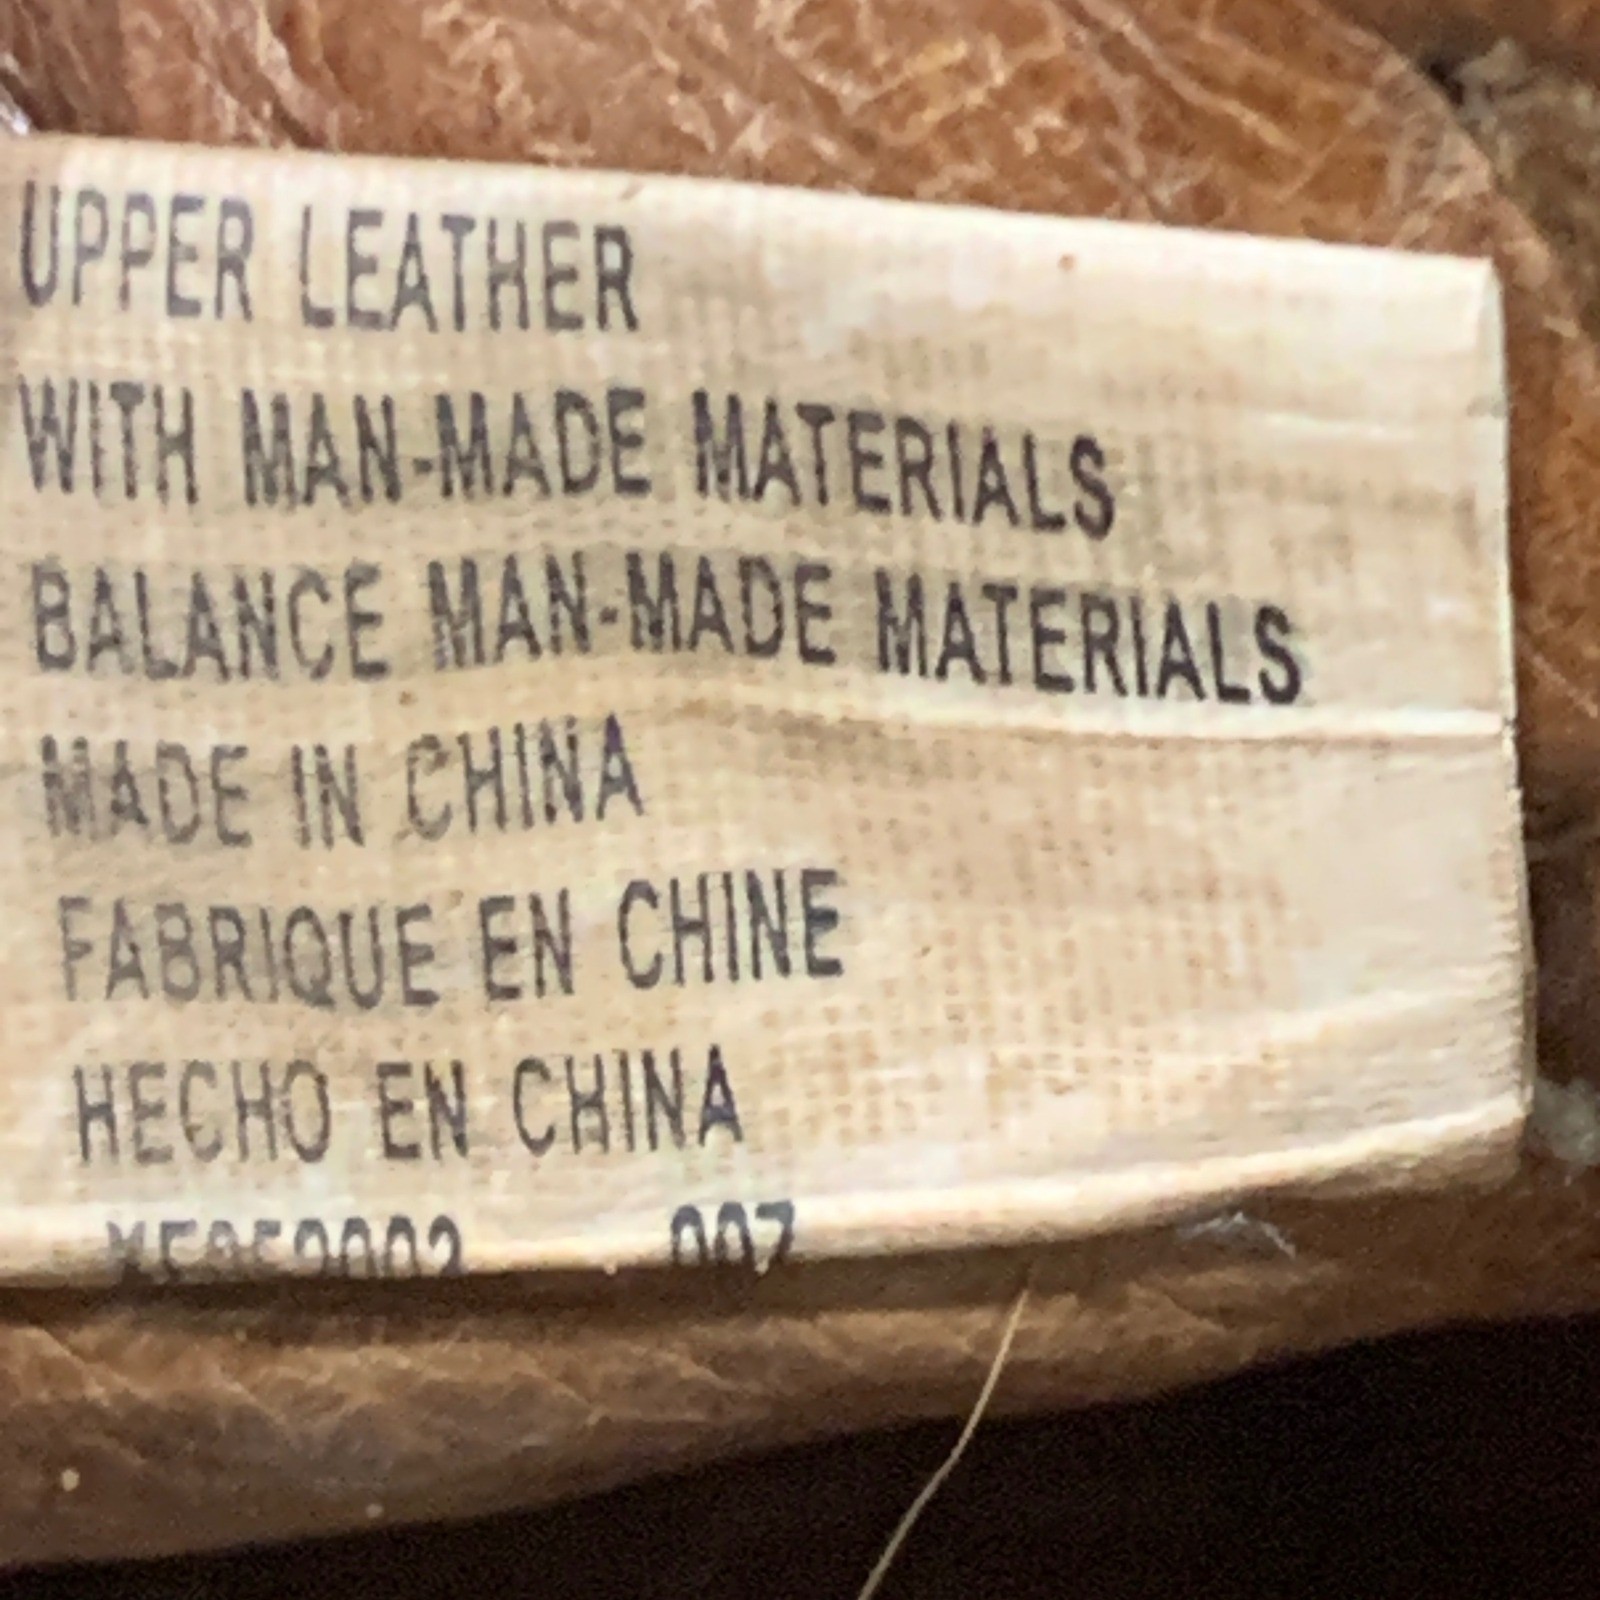 UPPER LEATHER
WITH MAN-MADE MATERIALS
BALANCE MAN-MADE MATERIALS
MADE IN CHINA
FABRIQUE EN CHINE
HECHO EN CHINA
007